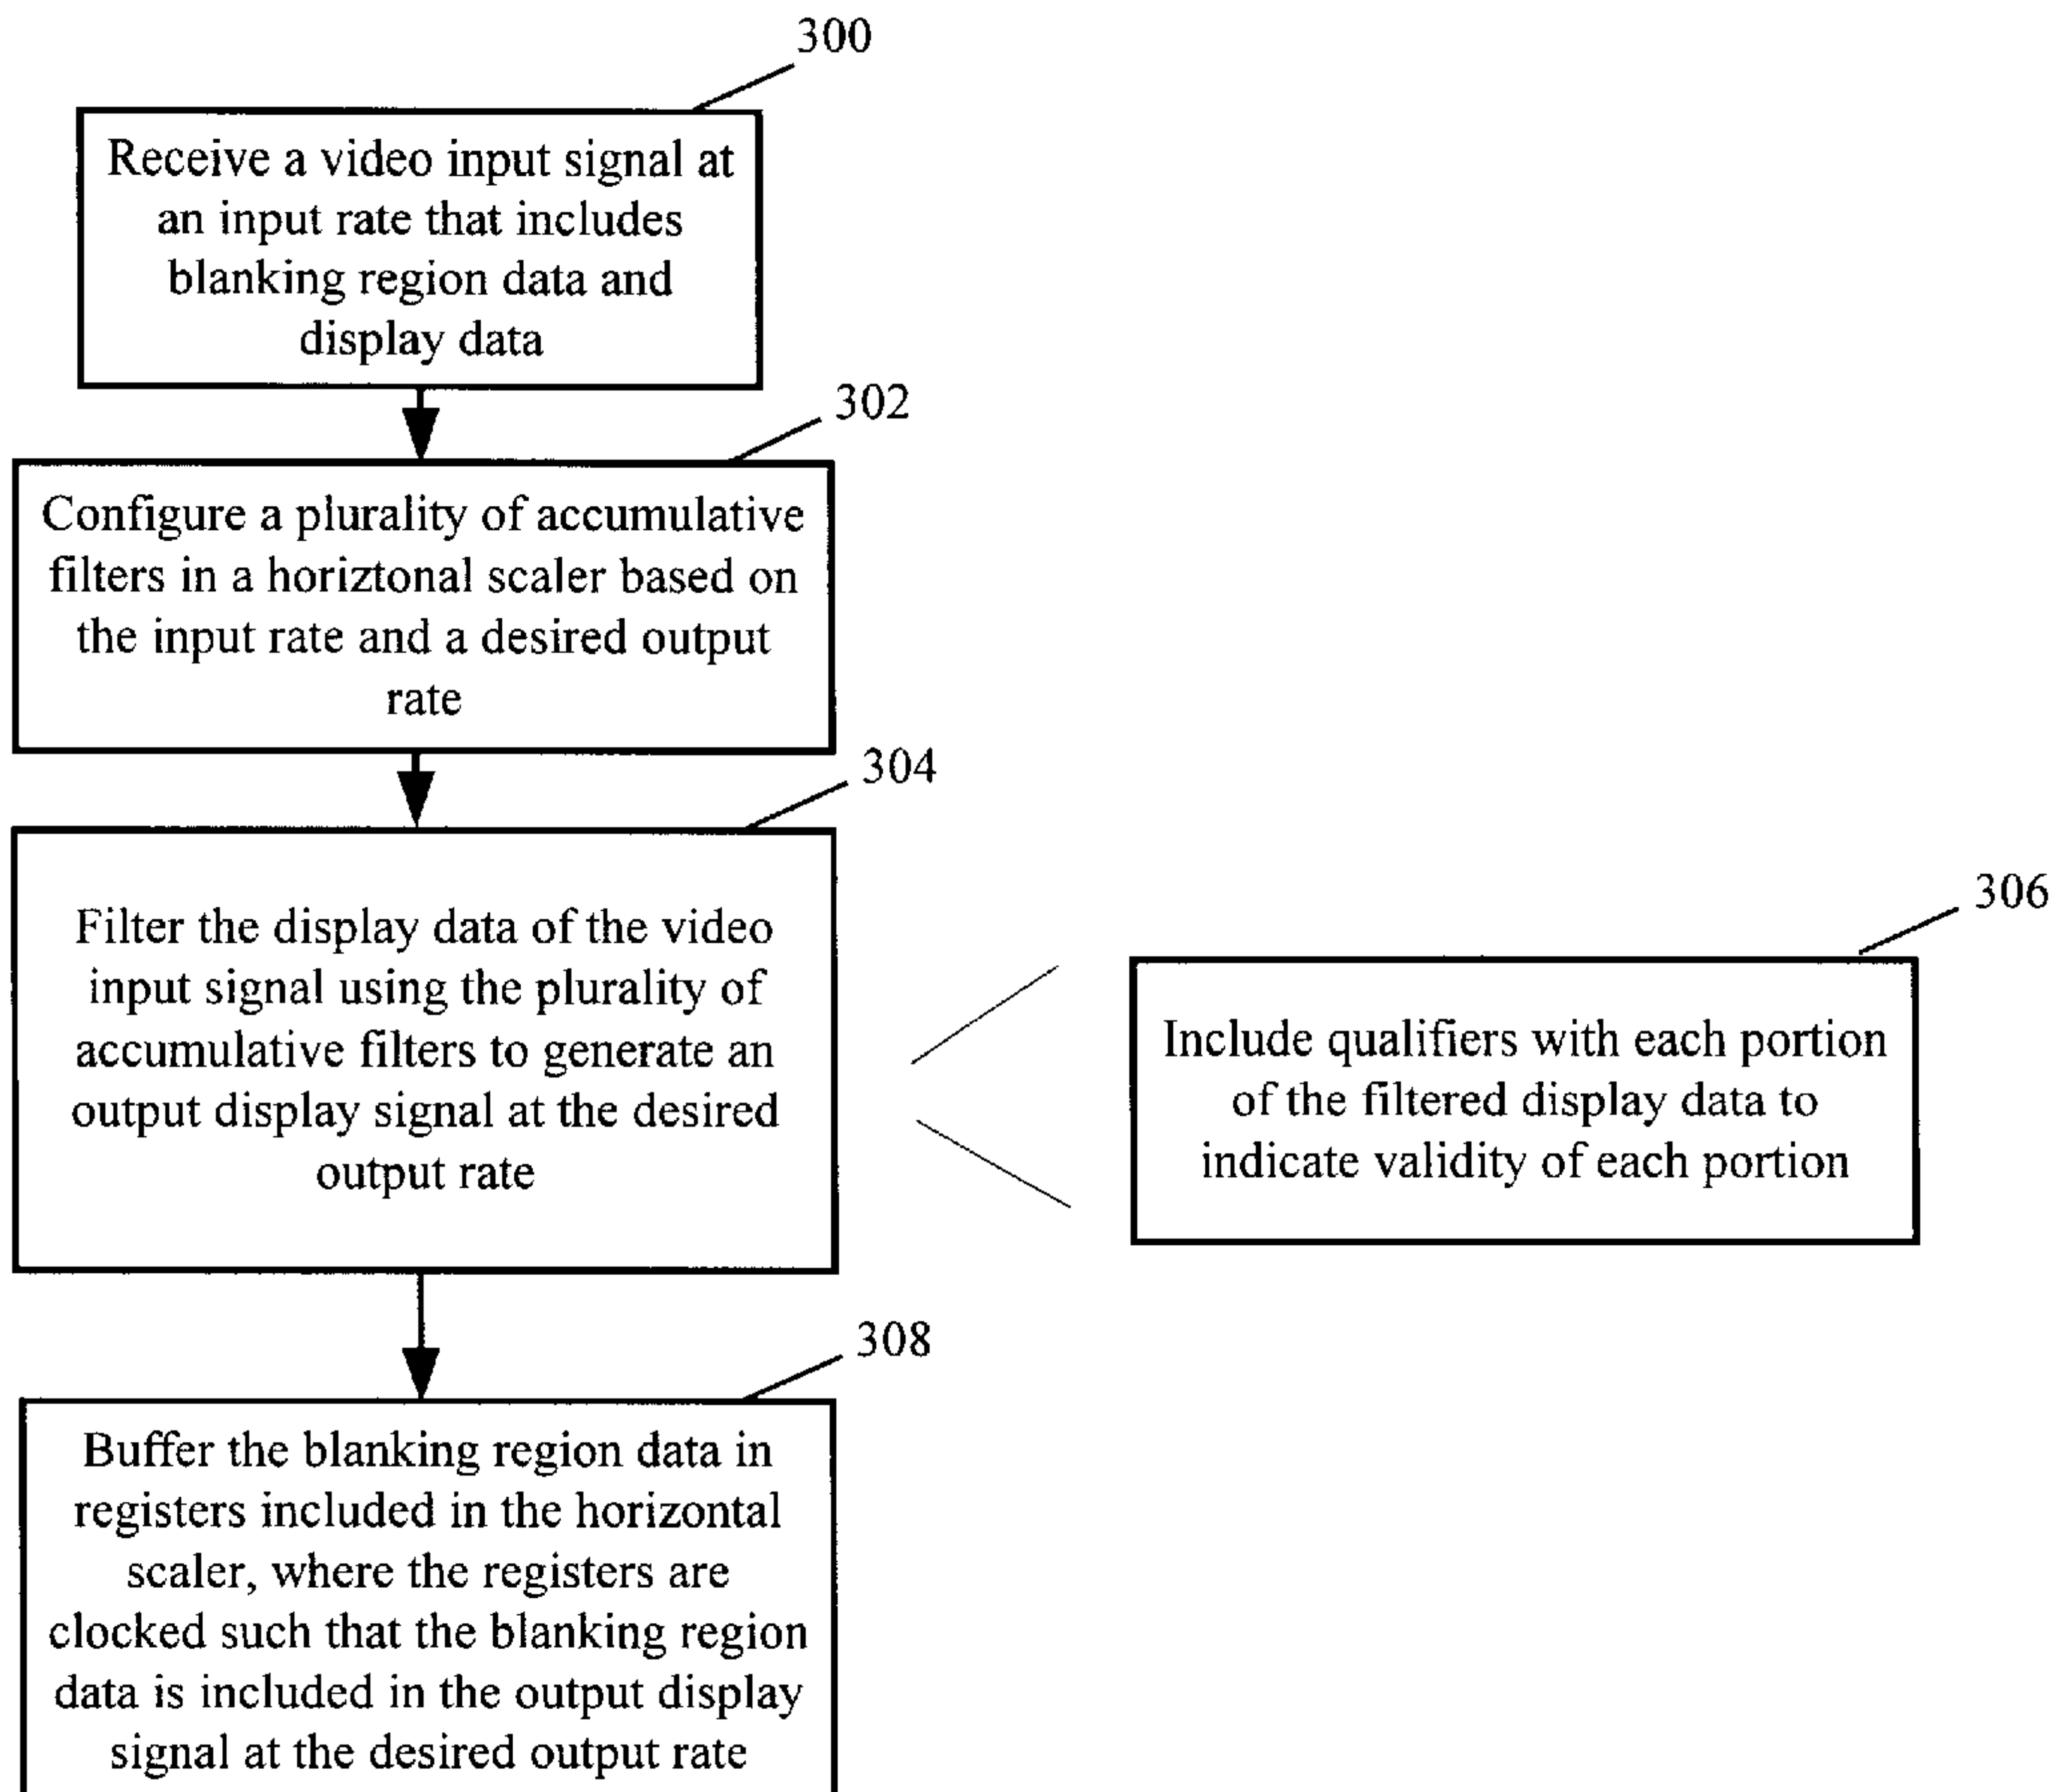 300
Receive a video input signal at
an input rate that includes
blanking region data and
display data
302
Configure a plurality of accumulative
filters in a horiztonal scaler based on
the input rate and a desired output
rate
304
Filter the display data of the video
input signal using the plurality of
accumulative filters to generate an
output display signal at the desired
output rate
306
Include qualifiers with each portion
of the filtered display data to
indicate validity of each portion
308
Buffer the blanking region data in
registers included in the horizontal
scaler, where the registers are
clocked such that the blanking region
data is included in the output display
signal at the desired output rate